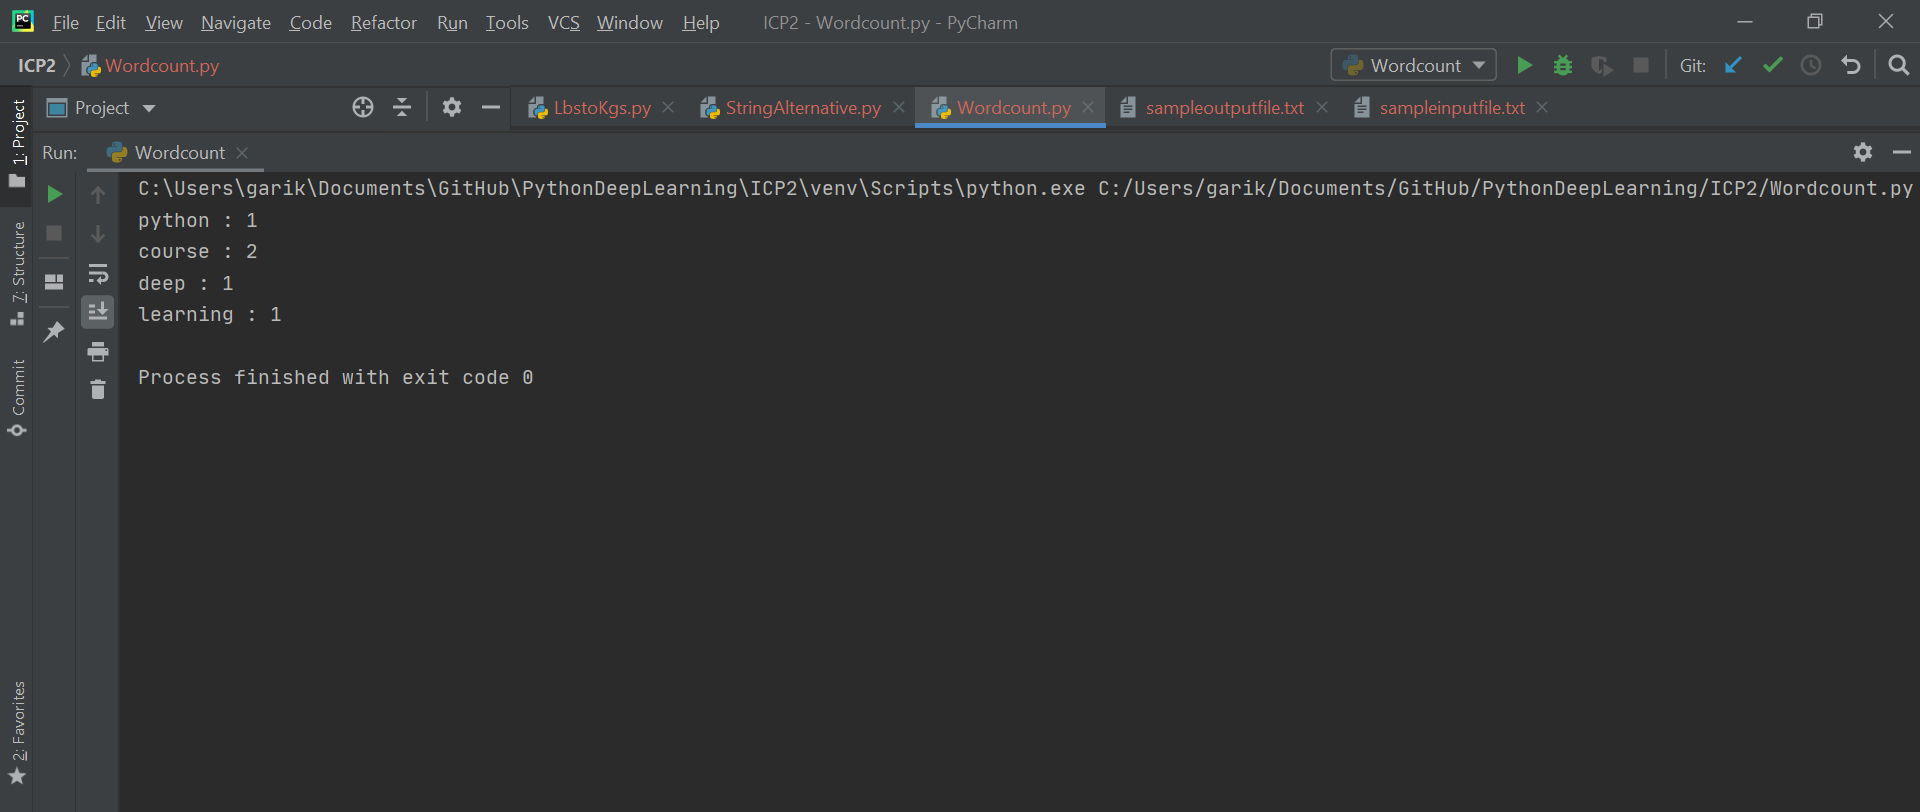 PC File Edit View Navigate Code Refactor Run Tools VCS Window Help ICP2 - Wordcount.py - PyCharm
ICP2 Wordcount.py Wordcount Git:
Project LbstoKgs.py StringAlternative.py Wordcount.py sampleoutputfile.txt sampleinputfile.txt
Run: Wordcount
C:\Users\garik\Documents\GitHub\PythonDeepLearning\ICP2\venv\Scripts\python.exe C:/Users/garik/Documents/GitHub/PythonDeepLearning/ICP2/Wordcount.py
python : 1
course : 2
deep : 1
learning : 1
Process finished with exit code 0
1: Project
7: Structure
Commit
2: Favorites